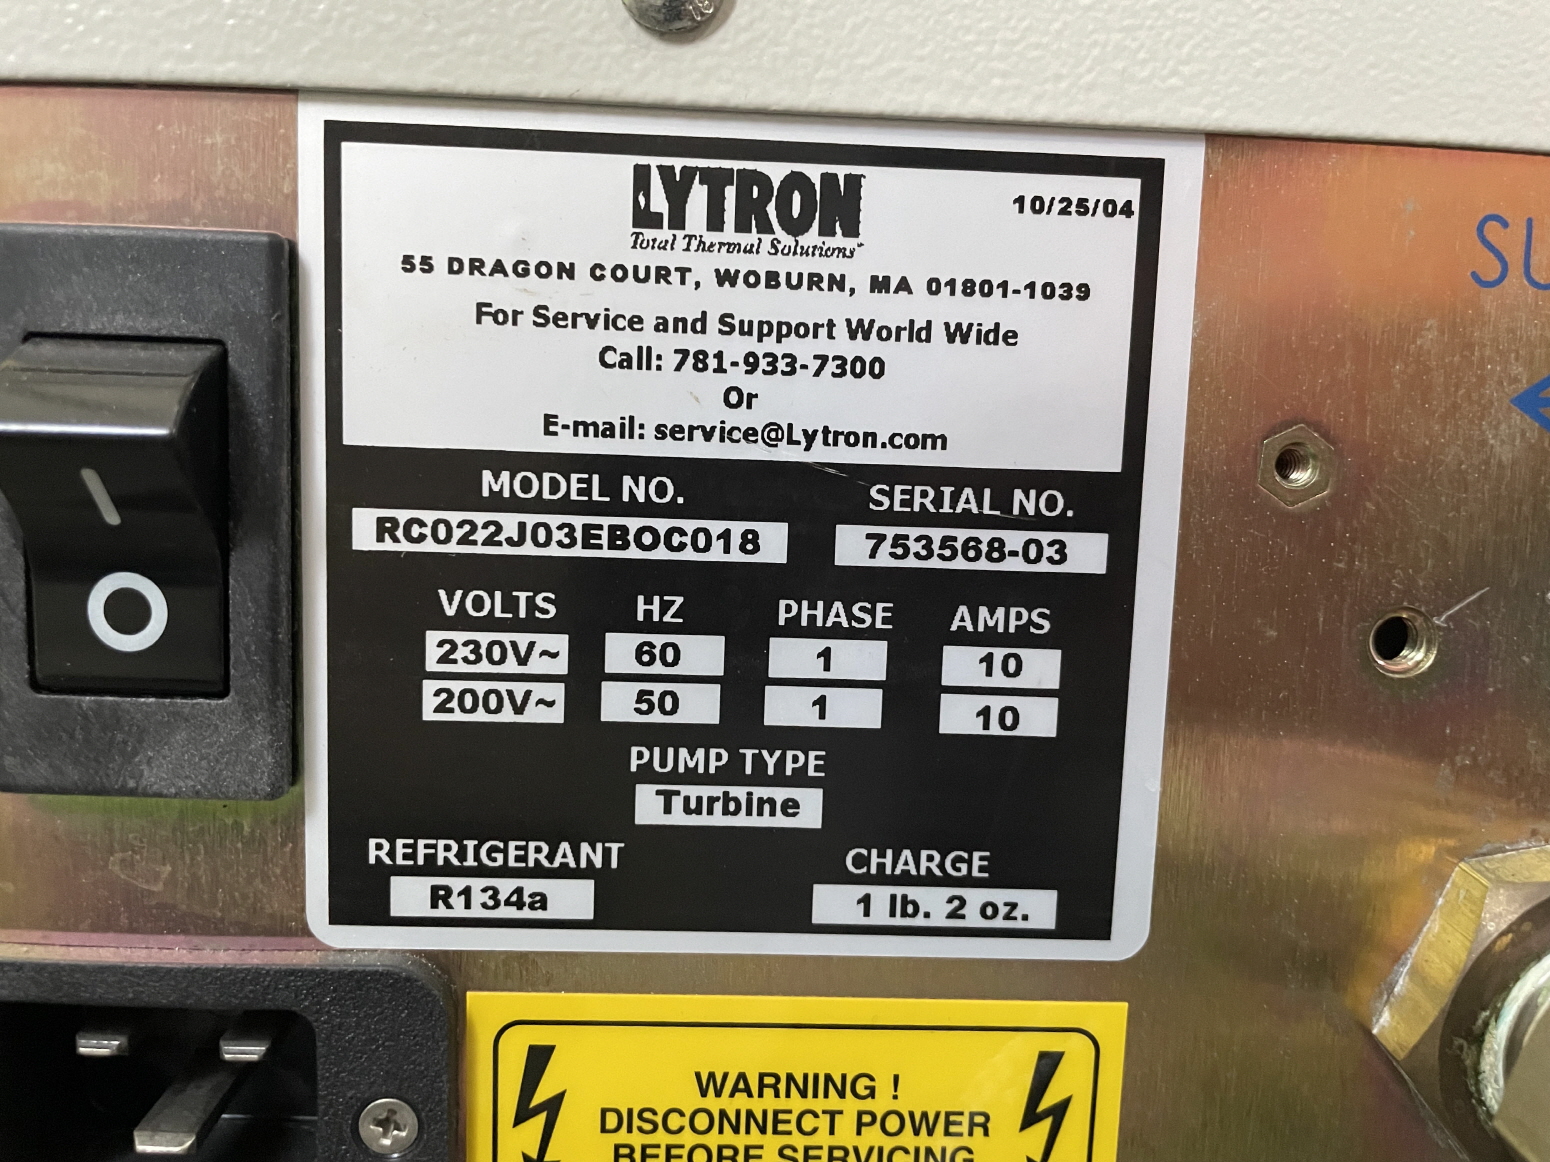 LYTRON
10/25/04
Total Thermal Solutions
55 DRAGON COURT, WOBURN, MA 01801-1039
For Service and Support World Wide
Call: 781-933-7300
Or
E-mail: service@Lytron.com
MODEL NO. SERIAL NO.
RC022J03EBOC018 753568-03
VOLTS HZ PHASE AMPS
230V~ 60 1 10
200V~ 50 1 10
PUMP TYPE
Turbine
REFRIGERANT CHARGE
R134a 1 lb. 2 oz.
WARNING !
DISCONNECT POWER
BEFORE SERVICING
SU